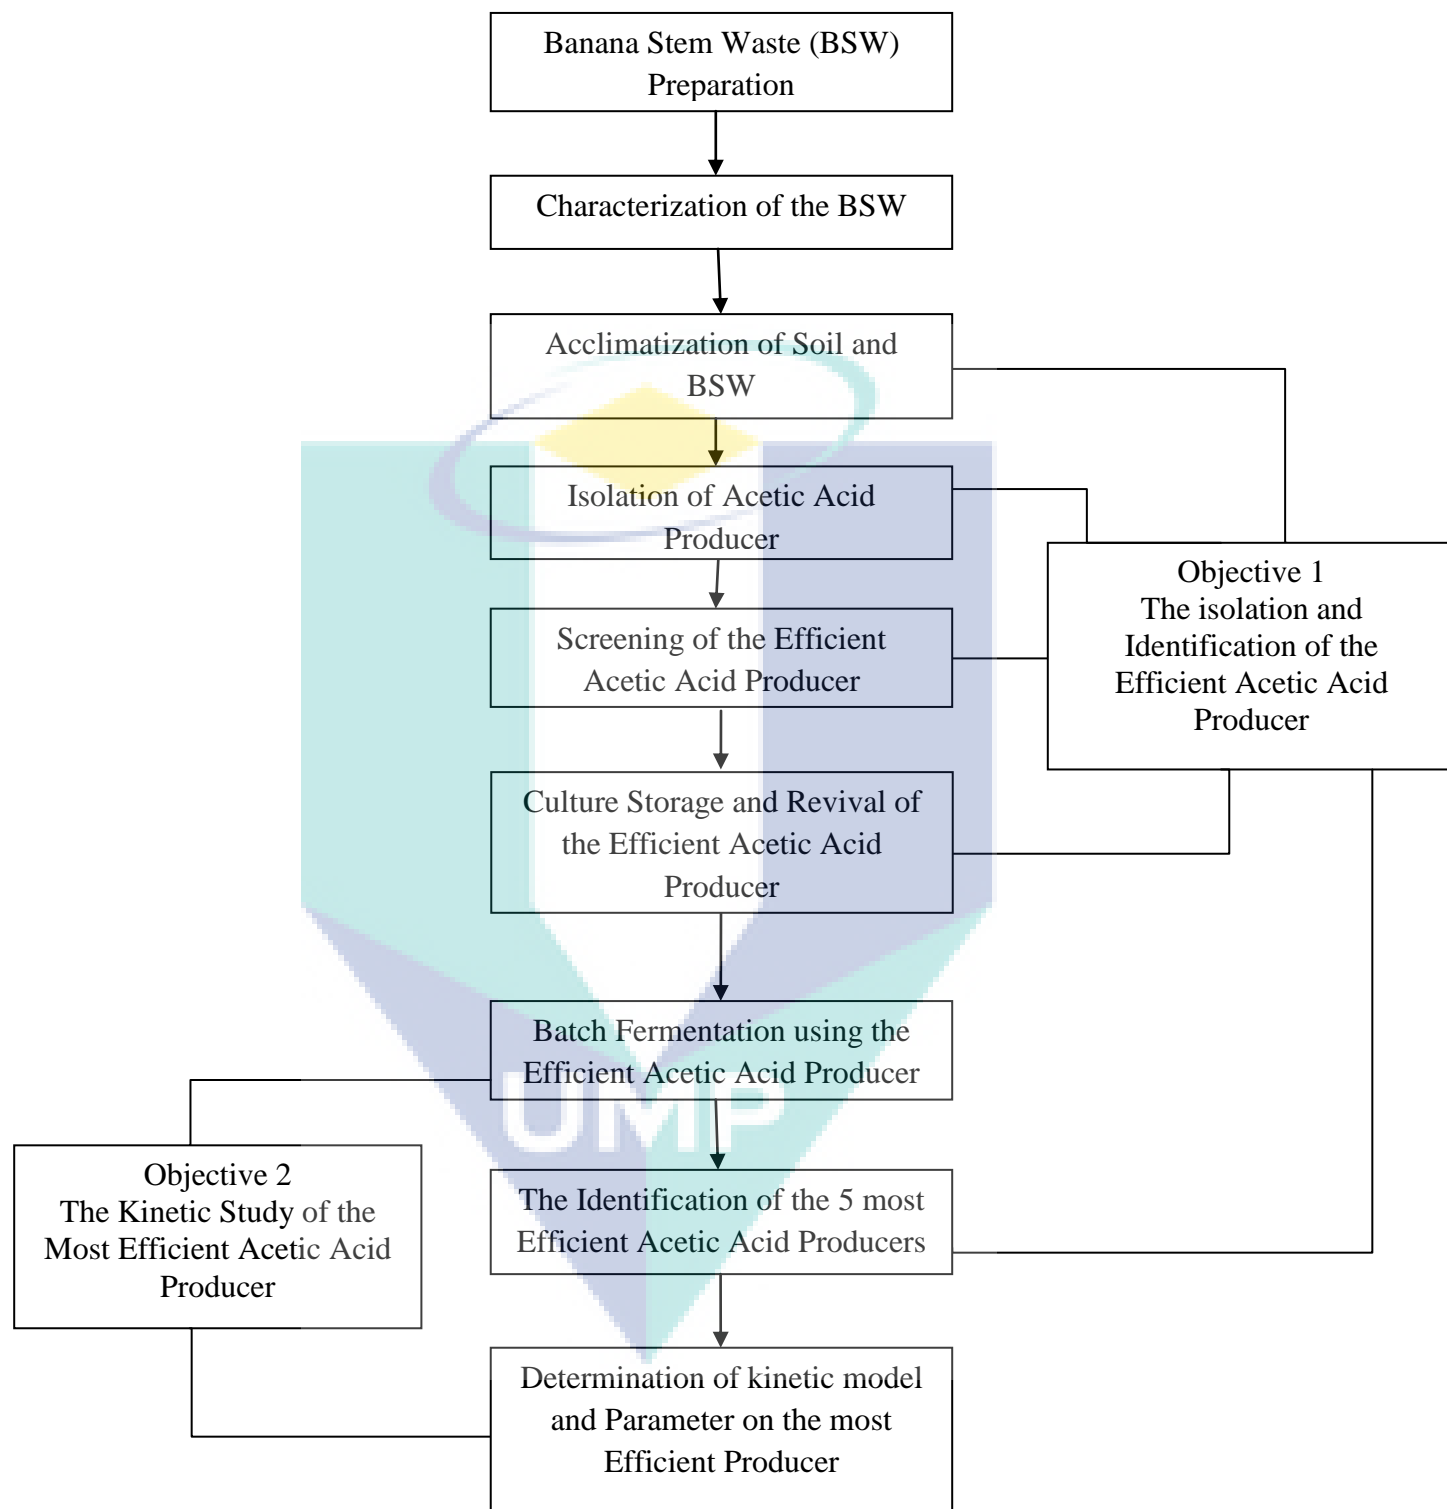 Banana Stem Waste (BSW)
Preparation
Characterization of the BSW
Acclimatization of Soil and
BSW
Isolation of Acetic Acid
Producer
Screening of the Efficient
Acetic Acid Producer
Objective 1
The isolation and
Identification of the
Efficient Acetic Acid
Producer
Culture Storage and Revival of
the Efficient Acetic Acid
Producer
Batch Fermentation using the
Efficient Acetic Acid Producer
UMP
Objective 2
The Kinetic Study of the
Most Efficient Acetic Acid
Producer
The Identification of the 5 most
Efficient Acetic Acid Producers
Determination of kinetic model
and Parameter on the most
Efficient Producer